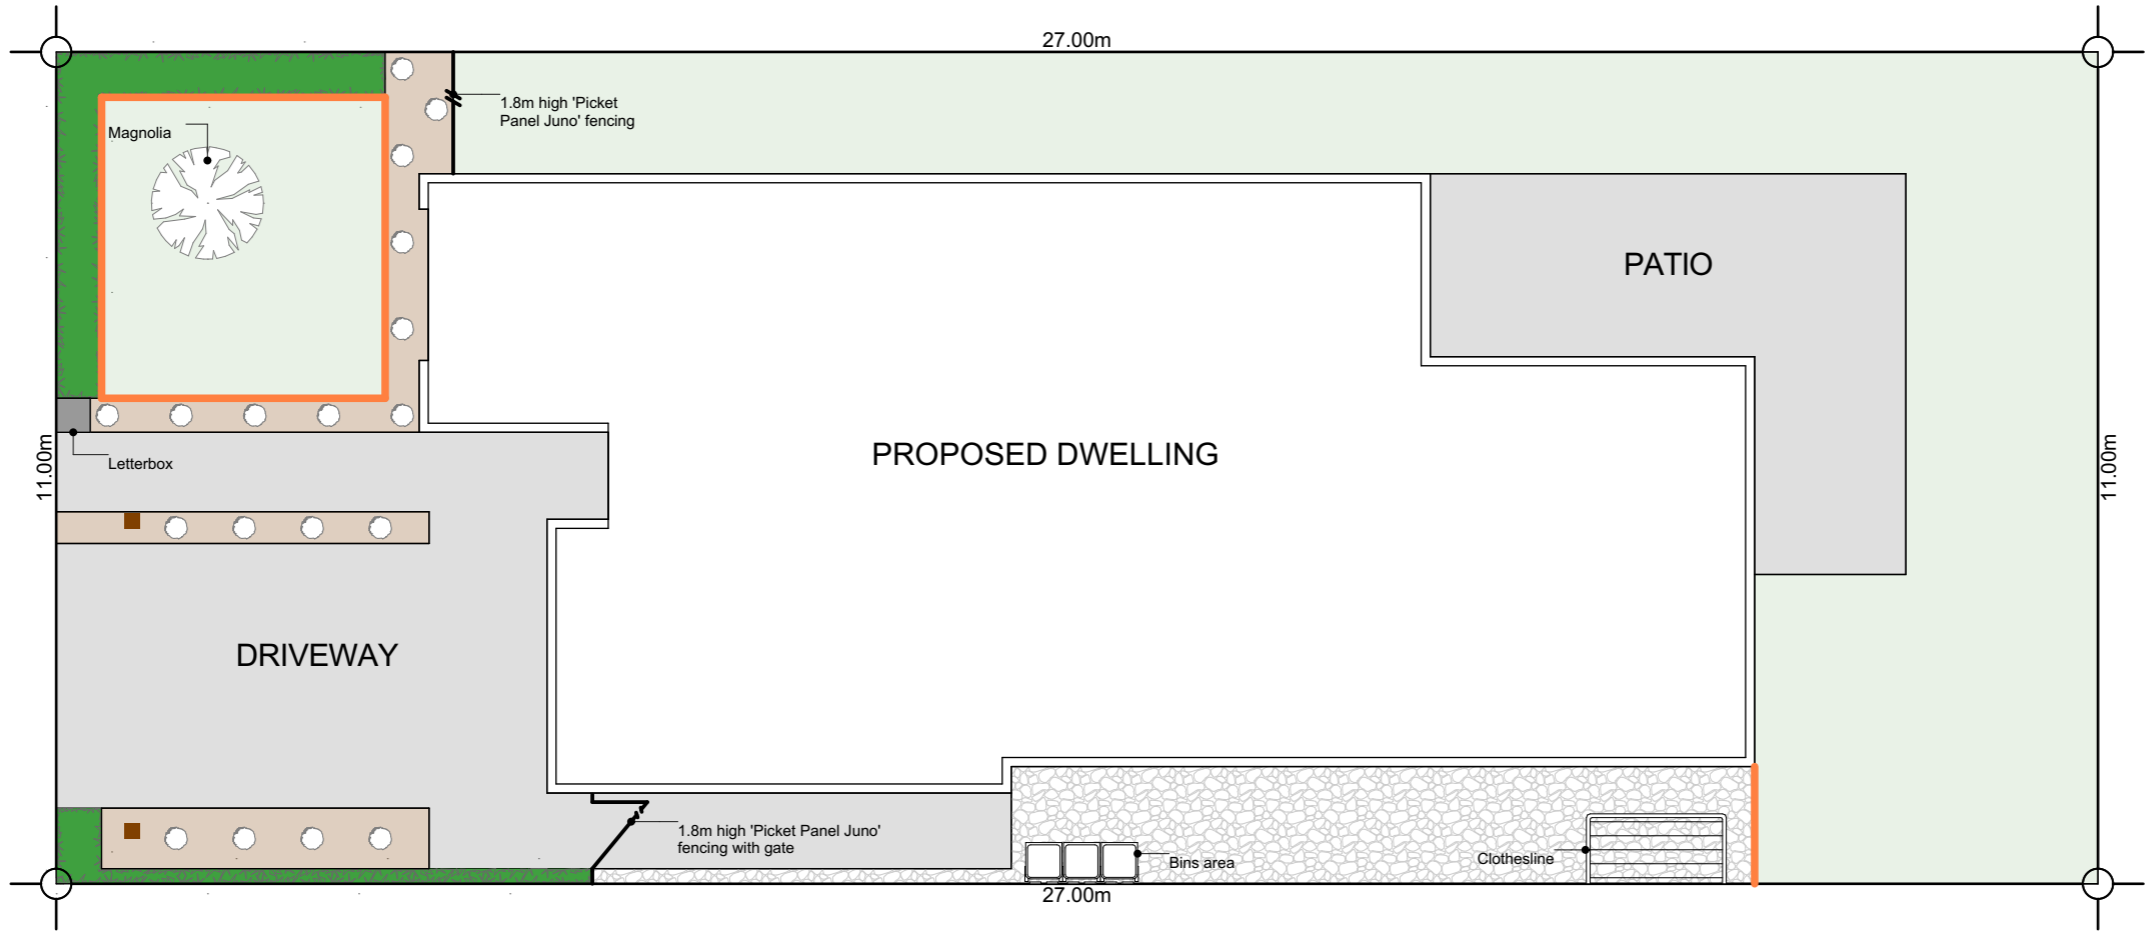 27.00m
1.8m high 'Picket
Panel Juno' fencing
Magnolia
PATIO
Letterbox
11.00m
PROPOSED DWELLING
11.00m
DRIVEWAY
1.8m high 'Picket Panel Juno'
fencing with gate
Bins area
Clothesline
27.00m